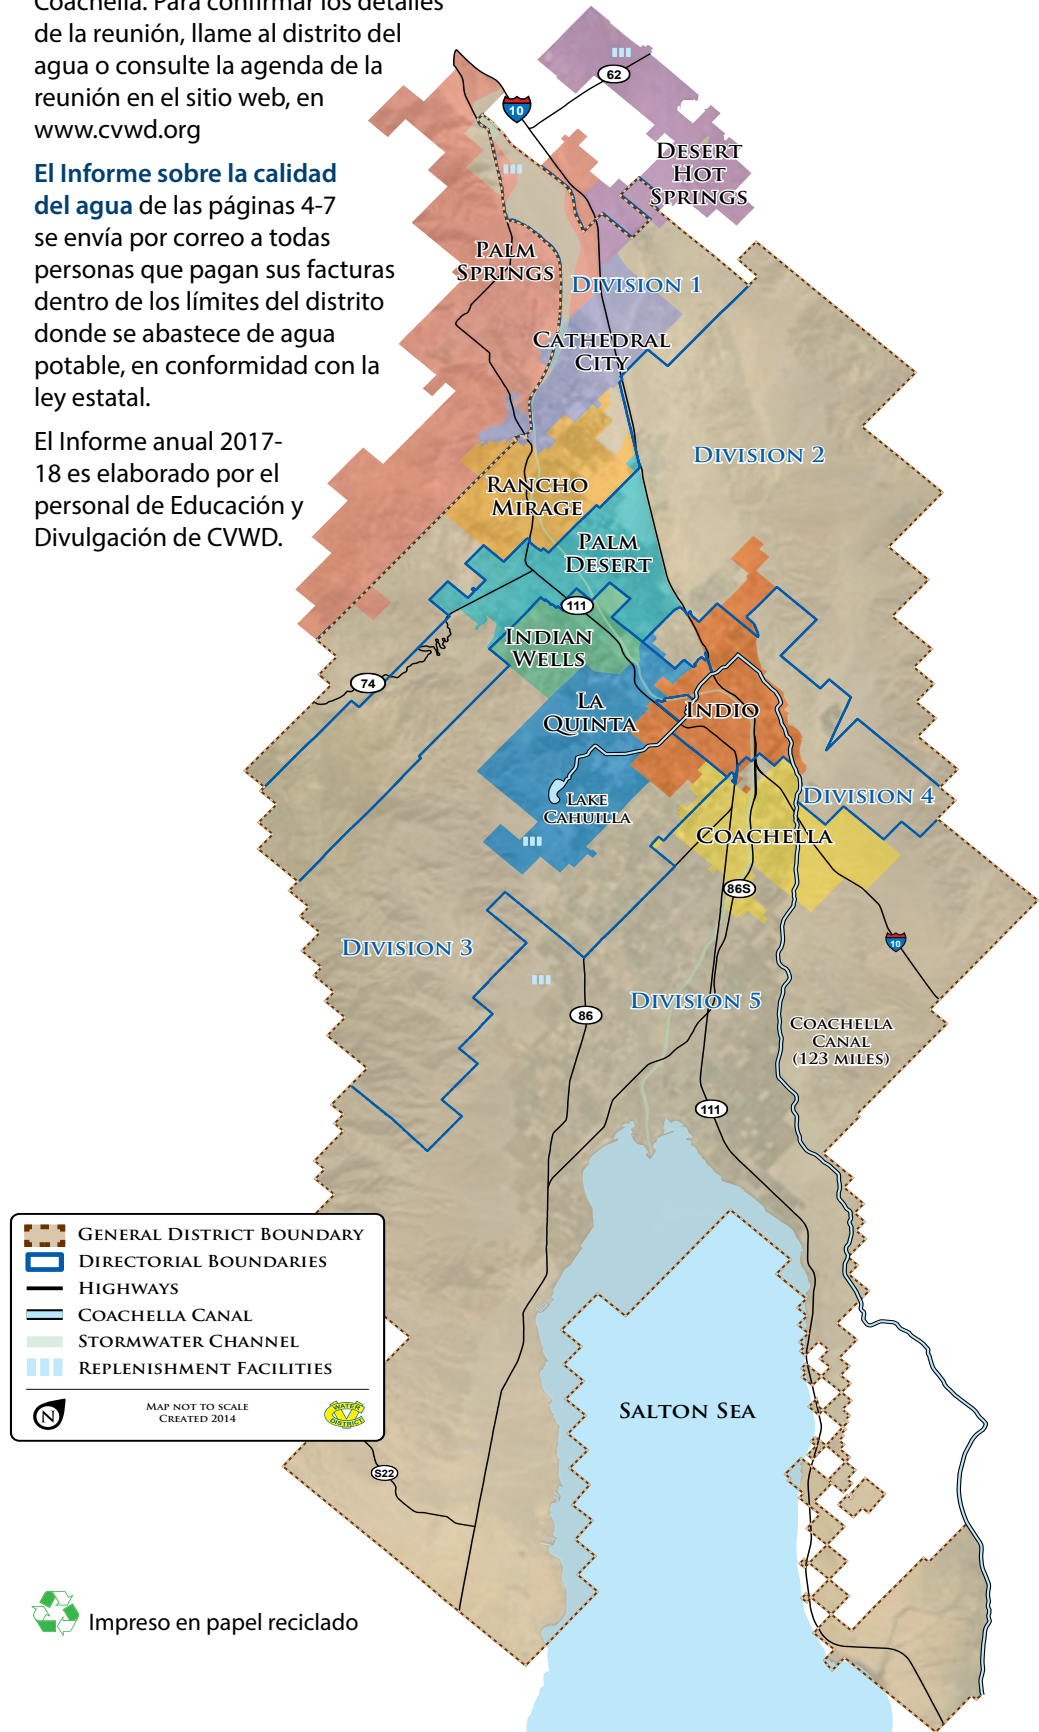 Coachella. Para confirmar los detalles
de la reunión, llame al distrito del
agua o consulte la agenda de la
reunión en el sitio web, en
www.cvwd.org
El Informe sobre la calidad
del agua de las páginas 4-7
se envía por correo a todas
personas que pagan sus facturas
dentro de los límites del distrito
donde se abastece de agua
potable, en conformidad con la
ley estatal.
El Informe anual 2017-
18 es elaborado por el
personal de Educación y
Divulgación de CVWD.
62
10
DESERT
HOT
SPRINGS
PALM
SPRINGS
DIVISION 1
CATHEDRAL
CITY
DIVISION 2
RANCHO
MIRAGE
PALM
DESERT
111
INDIAN
WELLS
74
LA
QUINTA
INDIO
LAKE
CAHUILLA
DIVISION 4
COACHELLA
86S
10
DIVISION 3
DIVISION 5
86
COACHELLA
CANAL
(123 MILES)
111
GENERAL DISTRICT BOUNDARY
DIRECTORIAL BOUNDARIES
HIGHWAYS
COACHELLA CANAL
STORMWATER CHANNEL
REPLENISHMENT FACILITIES
N
MAP NOT TO SCALE
CREATED 2014
WATER
DISTRICT
SALTON SEA
S22
Impreso en papel reciclado